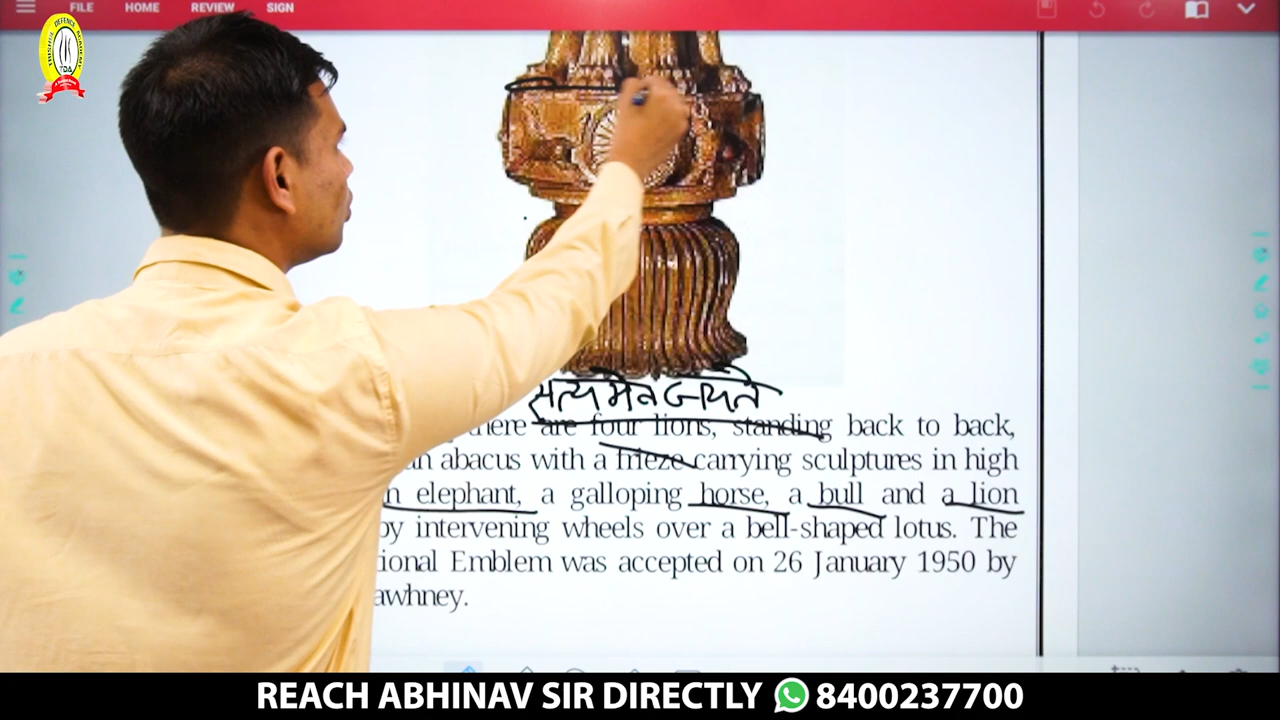 FILE HOME REVIEW SIGN
TDA
सत्यमेव जयते
there are four lions, standing back to back,
an abacus with a frieze carrying sculptures in high
n elephant, a galloping horse, a bull and a lion
by intervening wheels over a bell-shaped lotus. The
tional Emblem was accepted on 26 January 1950 by
awhney.
REACH ABHINAV SIR DIRECTLY 8400237700